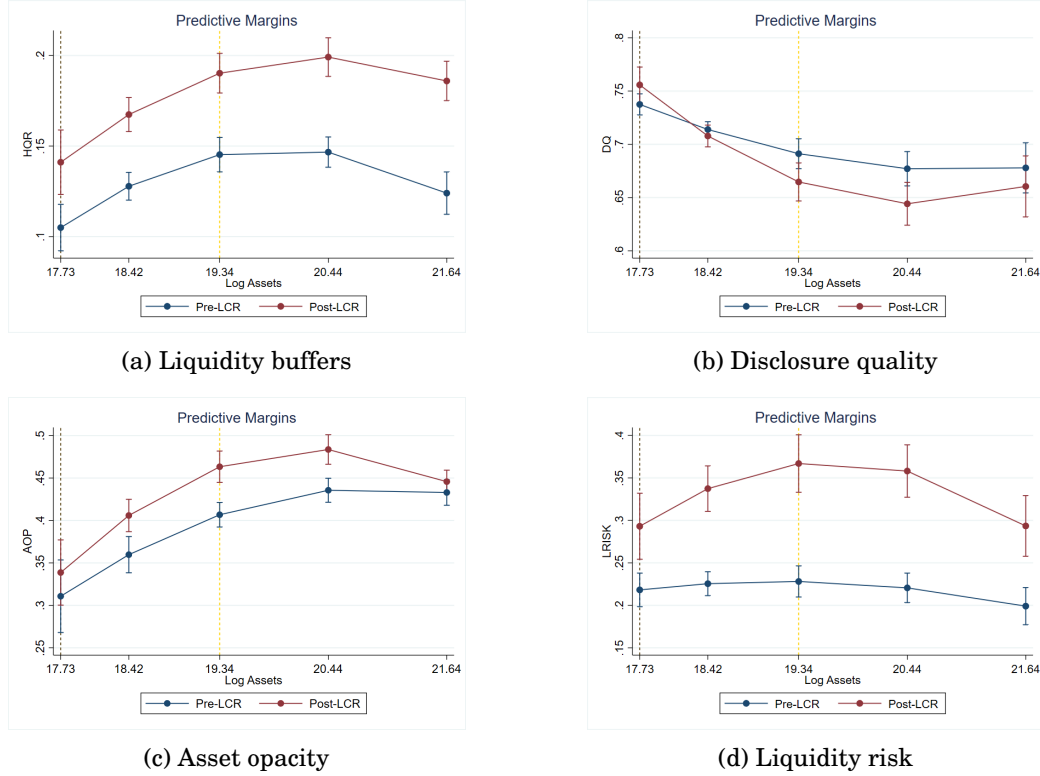 Predictive Margins
HQR
.2
.15
.1
17.73 18.42 19.34 20.44 21.64
Log Assets
Pre-LCR Post-LCR
(a) Liquidity buffers
Predictive Margins
DQ
.8
.75
.7
.65
.6
17.73 18.42 19.34 20.44 21.64
Log Assets
Pre-LCR Post-LCR
(b) Disclosure quality
Predictive Margins
AOP
.5
.45
.4
.35
.3
.25
17.73 18.42 19.34 20.44 21.64
Log Assets
Pre-LCR Post-LCR
(c) Asset opacity
Predictive Margins
LRISK
.4
.35
.3
.25
.2
.15
17.73 18.42 19.34 20.44 21.64
Log Assets
Pre-LCR Post-LCR
(d) Liquidity risk